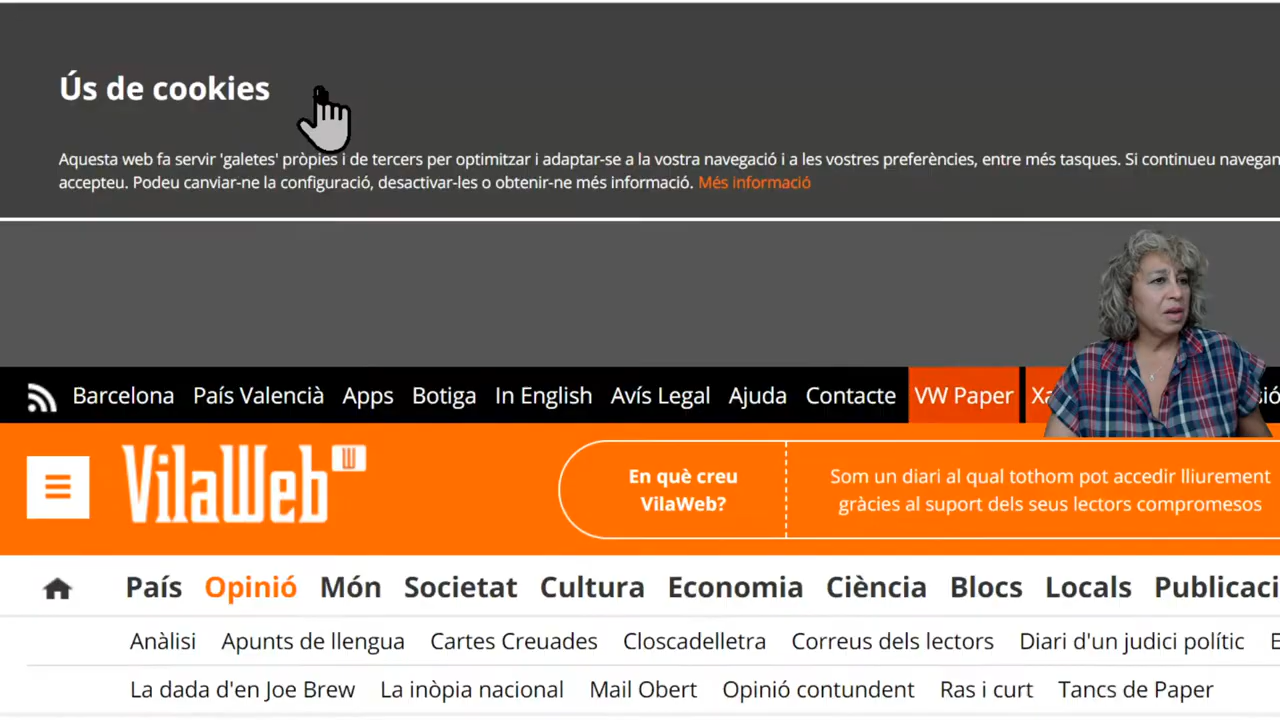 Ús de cookies
Aquesta web fa servir 'galetes' pròpies i de tercers per optimitzar i adaptar-se a la vostra navegació i a les vostres preferències, entre més tasques. Si continueu
accepteu. Podeu canviar-ne la configuració, desactivar-les o obtenir-ne més informació. Més informació
Barcelona País Valencià Apps Botiga In English Avís Legal Ajuda Contacte VW Paper
VilaWeb
En què creu
VilaWeb?
Som un diari al qual tothom pot accedir lliurement
gràcies al suport dels seus lectors compromesos
País Opinió Món Societat Cultura Economia Ciència Blocs Locals
Anàlisi Apunts de llengua Cartes Creuades Closcadelletra Correus dels lectors Diari d'un judici polític
La dada d'en Joe Brew La inòpia nacional Mail Obert Opinió contundent Ras i curt Tancs de Paper